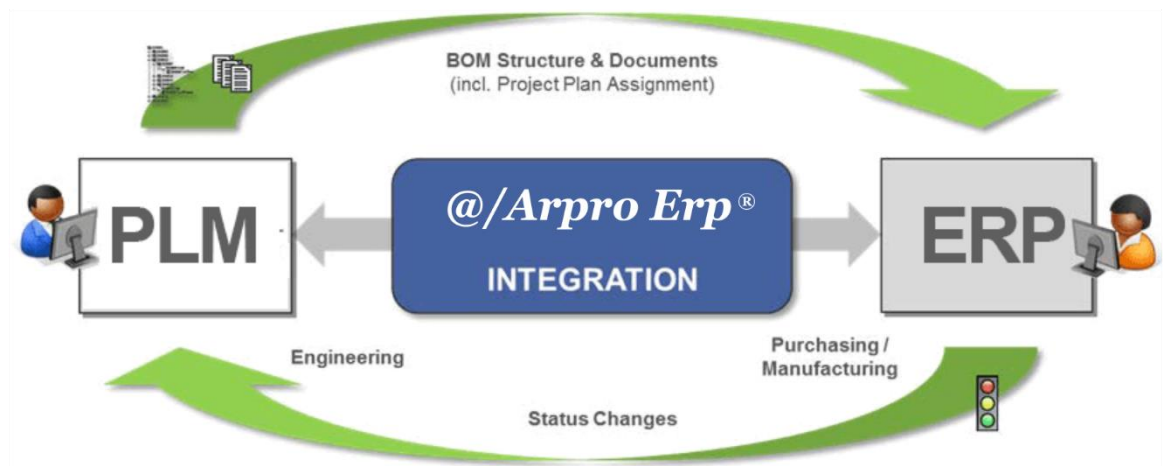 BOM Structure & Documents
(incl. Project Plan Assignment)
PLM
@/Arpro Erp®
INTEGRATION
ERP
Engineering
Purchasing /
Manufacturing
Status Changes